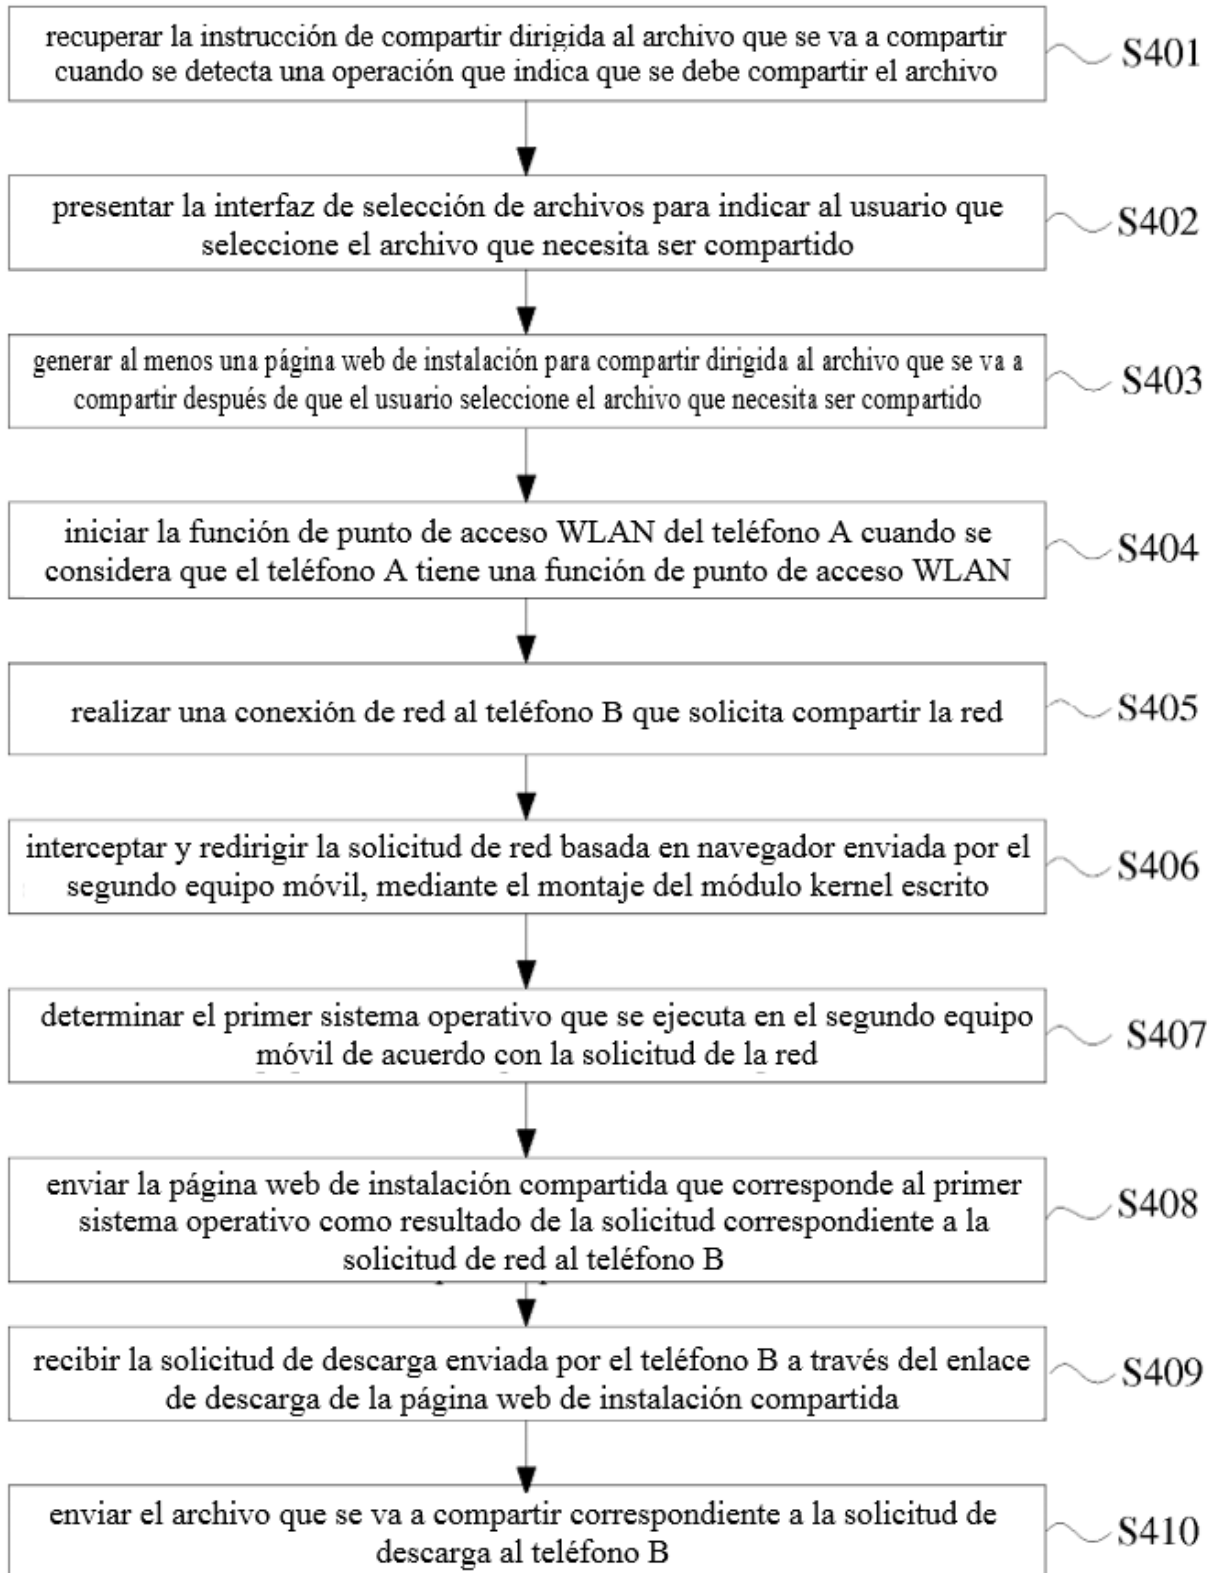 recuperar la instrucción de compartir dirigida al archivo que se va a compartir
cuando se detecta una operación que indica que se debe compartir el archivo
S401
presentar la interfaz de selección de archivos para indicar al usuario que
seleccione el archivo que necesita ser compartido
S402
generar al menos una página web de instalación para compartir dirigida al archivo que se va a
compartir después de que el usuario seleccione el archivo que necesita ser compartido
S403
iniciar la función de punto de acceso WLAN del teléfono A cuando se
considera que el teléfono A tiene una función de punto de acceso WLAN
S404
realizar una conexión de red al teléfono B que solicita compartir la red
S405
interceptar y redirigir la solicitud de red basada en navegador enviada por el
segundo equipo móvil, mediante el montaje del módulo kernel escrito
S406
determinar el primer sistema operativo que se ejecuta en el segundo equipo
móvil de acuerdo con la solicitud de la red
S407
enviar la página web de instalación compartida que corresponde al primer
sistema operativo como resultado de la solicitud correspondiente a la
solicitud de red al teléfono B
S408
recibir la solicitud de descarga enviada por el teléfono B a través del enlace
de descarga de la página web de instalación compartida
S409
enviar el archivo que se va a compartir correspondiente a la solicitud de
descarga al teléfono B
S410